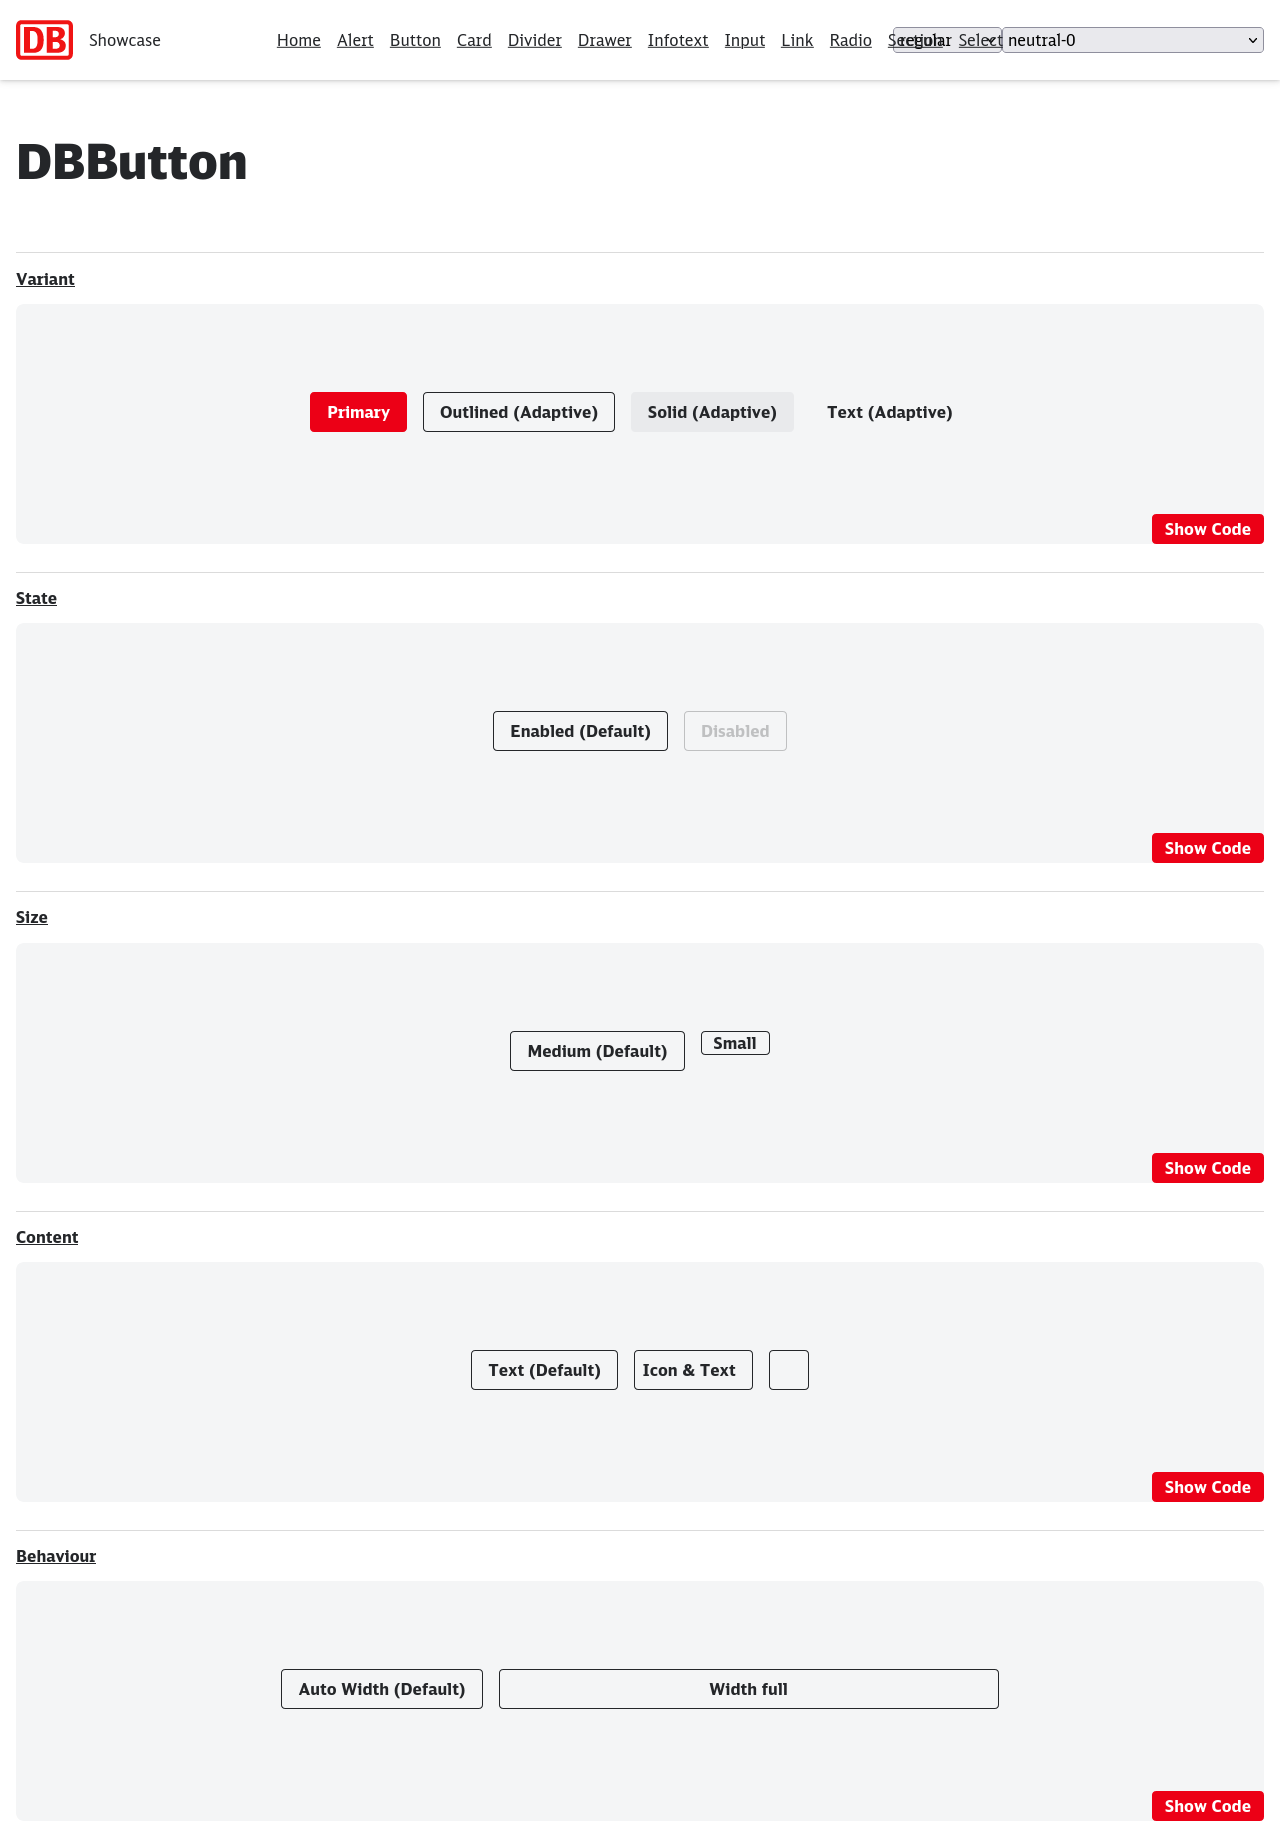 DB Showcase Home Alert Button Card Divider Drawer Infotext Input Link Radio Section Select regular neutral-0
DBButton
Variant
Primary Outlined (Adaptive) Solid (Adaptive) Text (Adaptive)
Show Code
State
Enabled (Default) Disabled
Show Code
Size
Medium (Default) Small
Show Code
Content
Text (Default) Icon & Text
Show Code
Behaviour
Auto Width (Default) Width full
Show Code